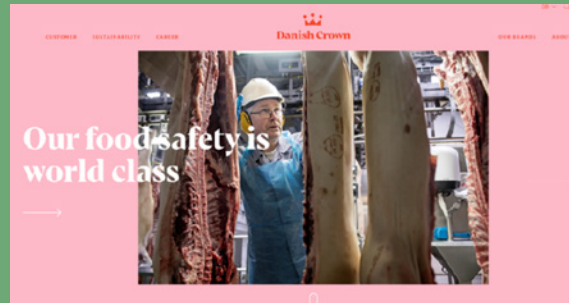 CUSTOMER SUSTAINABILITY CAREER
Danish Crown
OUR BRANDS
Our food safety is
world class